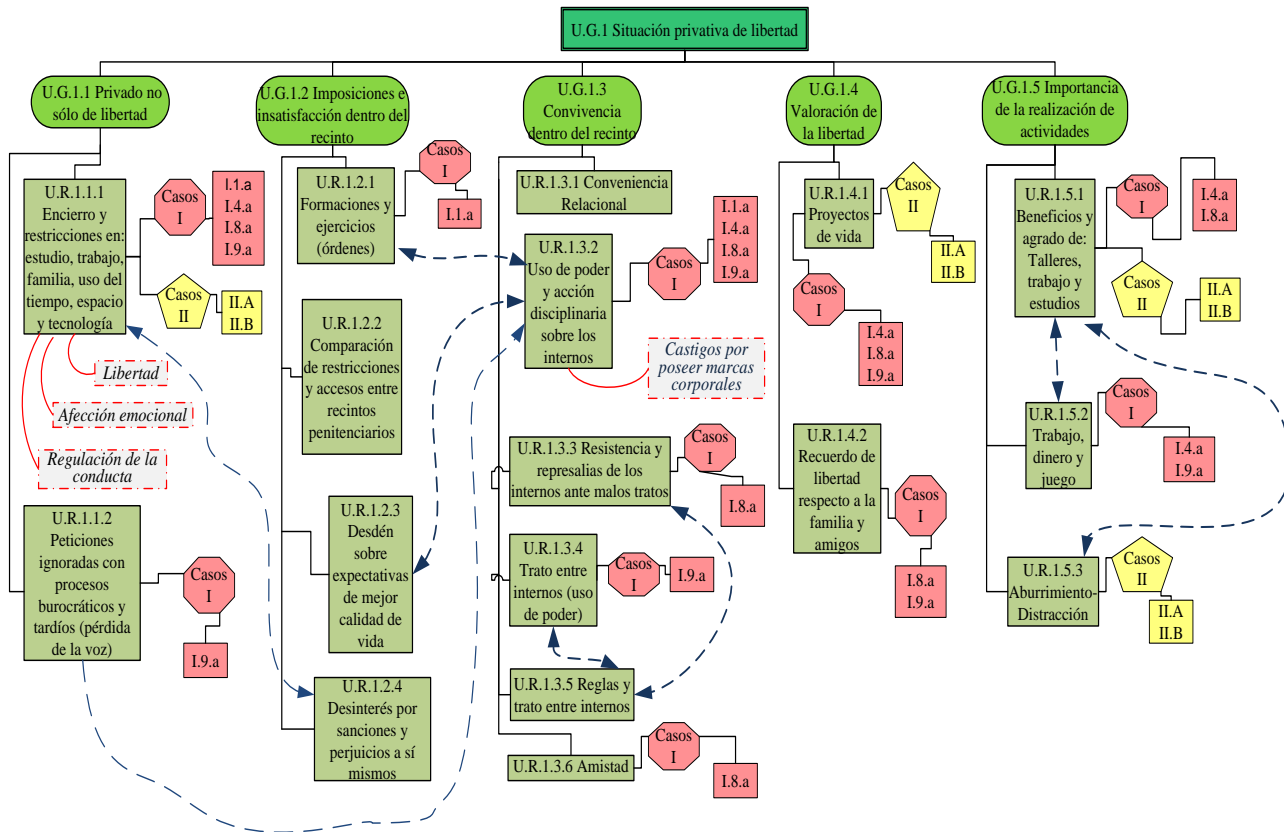 U.G.1 Situación privativa de libertad
U.G.1.1 Privado no
sólo de libertad
U.R.1.1.1
Encierro y
restricciones en:
estudio, trabajo,
familia, uso del
tiempo, espacio
y tecnología
Casos
I
I.1.a
I.4.a
I.8.a
I.9.a
Casos
II
II.A
II.B
Libertad
Afección emocional
Regulación de la
conducta
U.R.1.1.2
Peticiones
ignoradas con
procesos
burocráticos y
tardíos (pérdida
de la voz)
Casos
I
I.9.a
U.G.1.2 Imposiciones e
insatisfacción dentro del
recinto
U.R.1.2.1
Formaciones y
ejercicios
(órdenes)
Casos
I
I.1.a
U.R.1.2.2
Comparación
de restricciones
y accesos entre
recintos
penitenciarios
U.R.1.2.3
Desdén sobre
expectativas
de mejor
calidad de
vida
U.R.1.2.4
Desinterés por
sanciones y
perjuicios a sí
mismos
U.G.1.3
Convivencia
dentro del recinto
U.R.1.3.1 Conveniencia
Relacional
U.R.1.3.2
Uso de poder
y acción
disciplinaria
sobre los
internos
Casos
I
I.1.a
I.4.a
I.8.a
I.9.a
Castigos por
poseer marcas
corporales
U.R.1.3.3 Resistencia y
represalias de los
internos ante malos tratos
Casos
I
I.8.a
U.R.1.3.4
Trato entre
internos (uso
de poder)
Casos
I
I.9.a
U.R.1.3.5 Reglas y
trato entre internos
U.R.1.3.6 Amistad
Casos
I
I.8.a
U.G.1.4
Valoración de
la libertad
U.R.1.4.1
Proyectos
de vida
Casos
II
II.A
II.B
Casos
I
I.4.a
I.8.a
I.9.a
U.R.1.4.2
Recuerdo de
libertad
respecto a la
familia y
amigos
Casos
I
I.8.a
I.9.a
U.G.1.5 Importancia
de la realización de
actividades
U.R.1.5.1
Beneficios y
agrado de:
Talleres,
trabajo y
estudios
Casos
I
I.4.a
I.8.a
Casos
II
II.A
II.B
U.R.1.5.2
Trabajo,
dinero y
juego
Casos
I
I.4.a
I.9.a
U.R.1.5.3
Aburrimiento-
Distracción
Casos
II
II.A
II.B